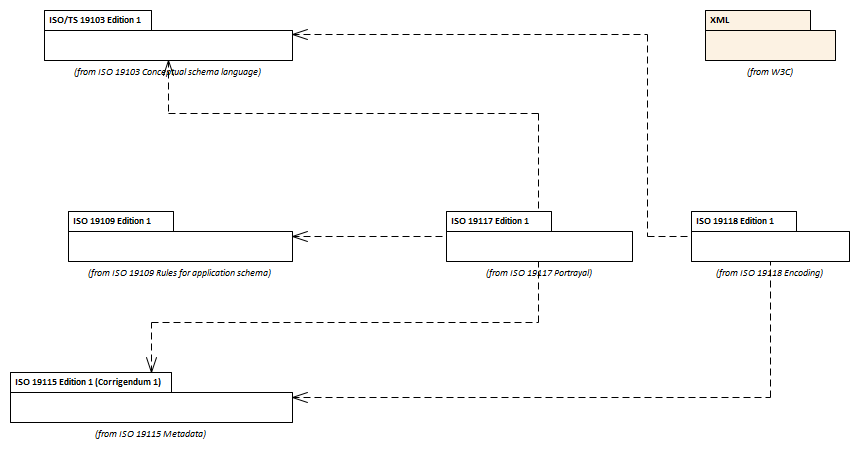 ISO/TS 19103 Edition 1
(from ISO 19103 Conceptual schema language)
XML
(from W3C)
ISO 19109 Edition 1
(from ISO 19109 Rules for application schema)
ISO 19117 Edition 1
(from ISO 19117 Portrayal)
ISO 19118 Edition 1
(from ISO 19118 Encoding)
ISO 19115 Edition 1 (Corrigendum 1)
(from ISO 19115 Metadata)